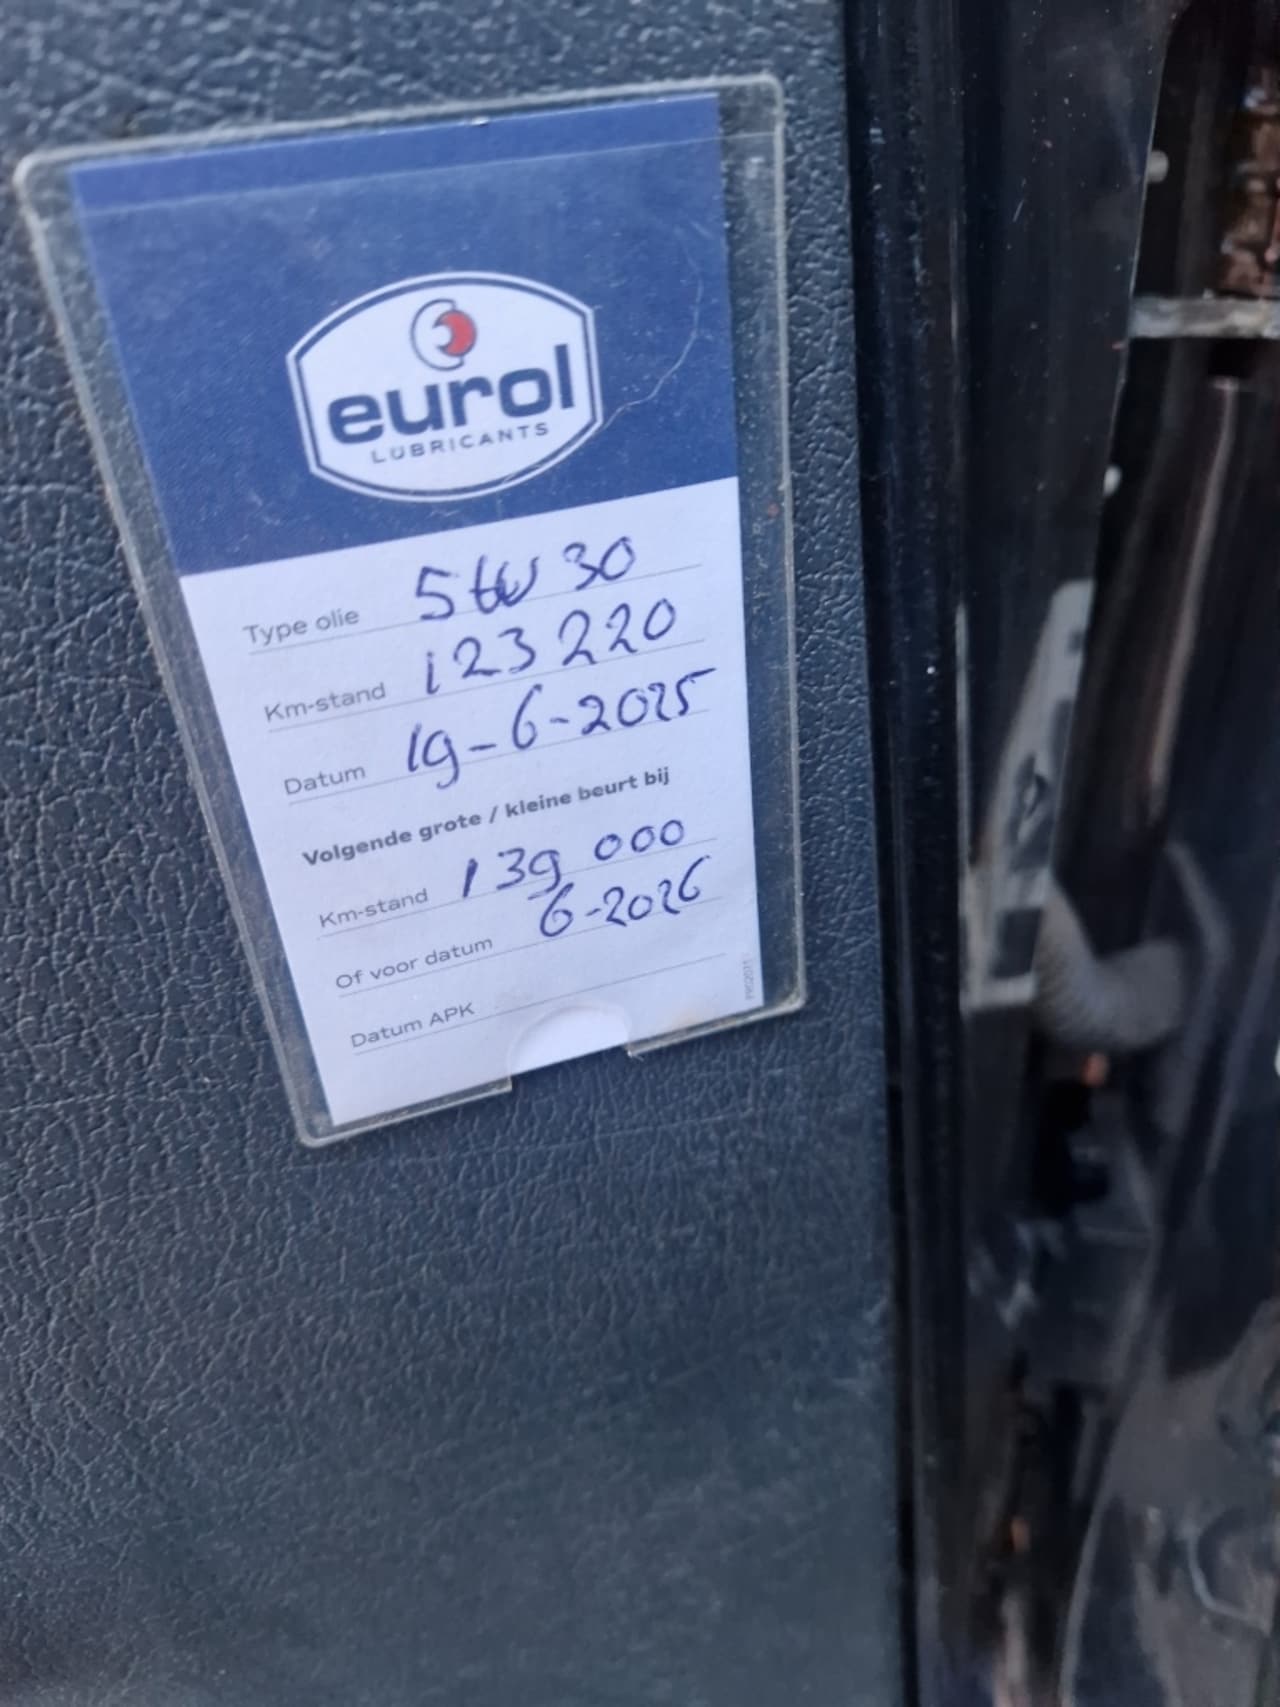 eurol
LUBRICANTS
Type olie 5W30
Km-stand 123220
Datum 19-6-2025
Volgende grote / kleine beurt bij
Km-stand 139 000
Of voor datum 6-2026
Datum APK